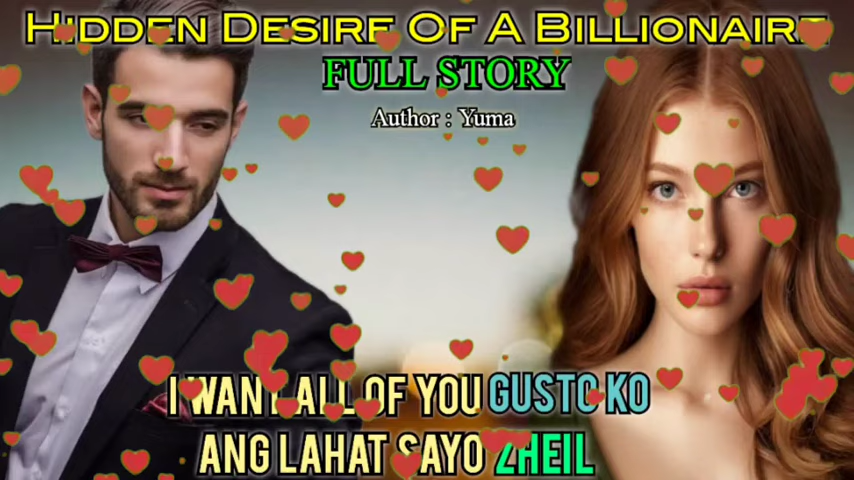 HIDDEN DESIRE OF A BILLIONAIRE
FULL STORY
Author : Yuma
I WANT ALL OF YOU GUSTO KO
ANG LAHAT SAYO ZHEIL